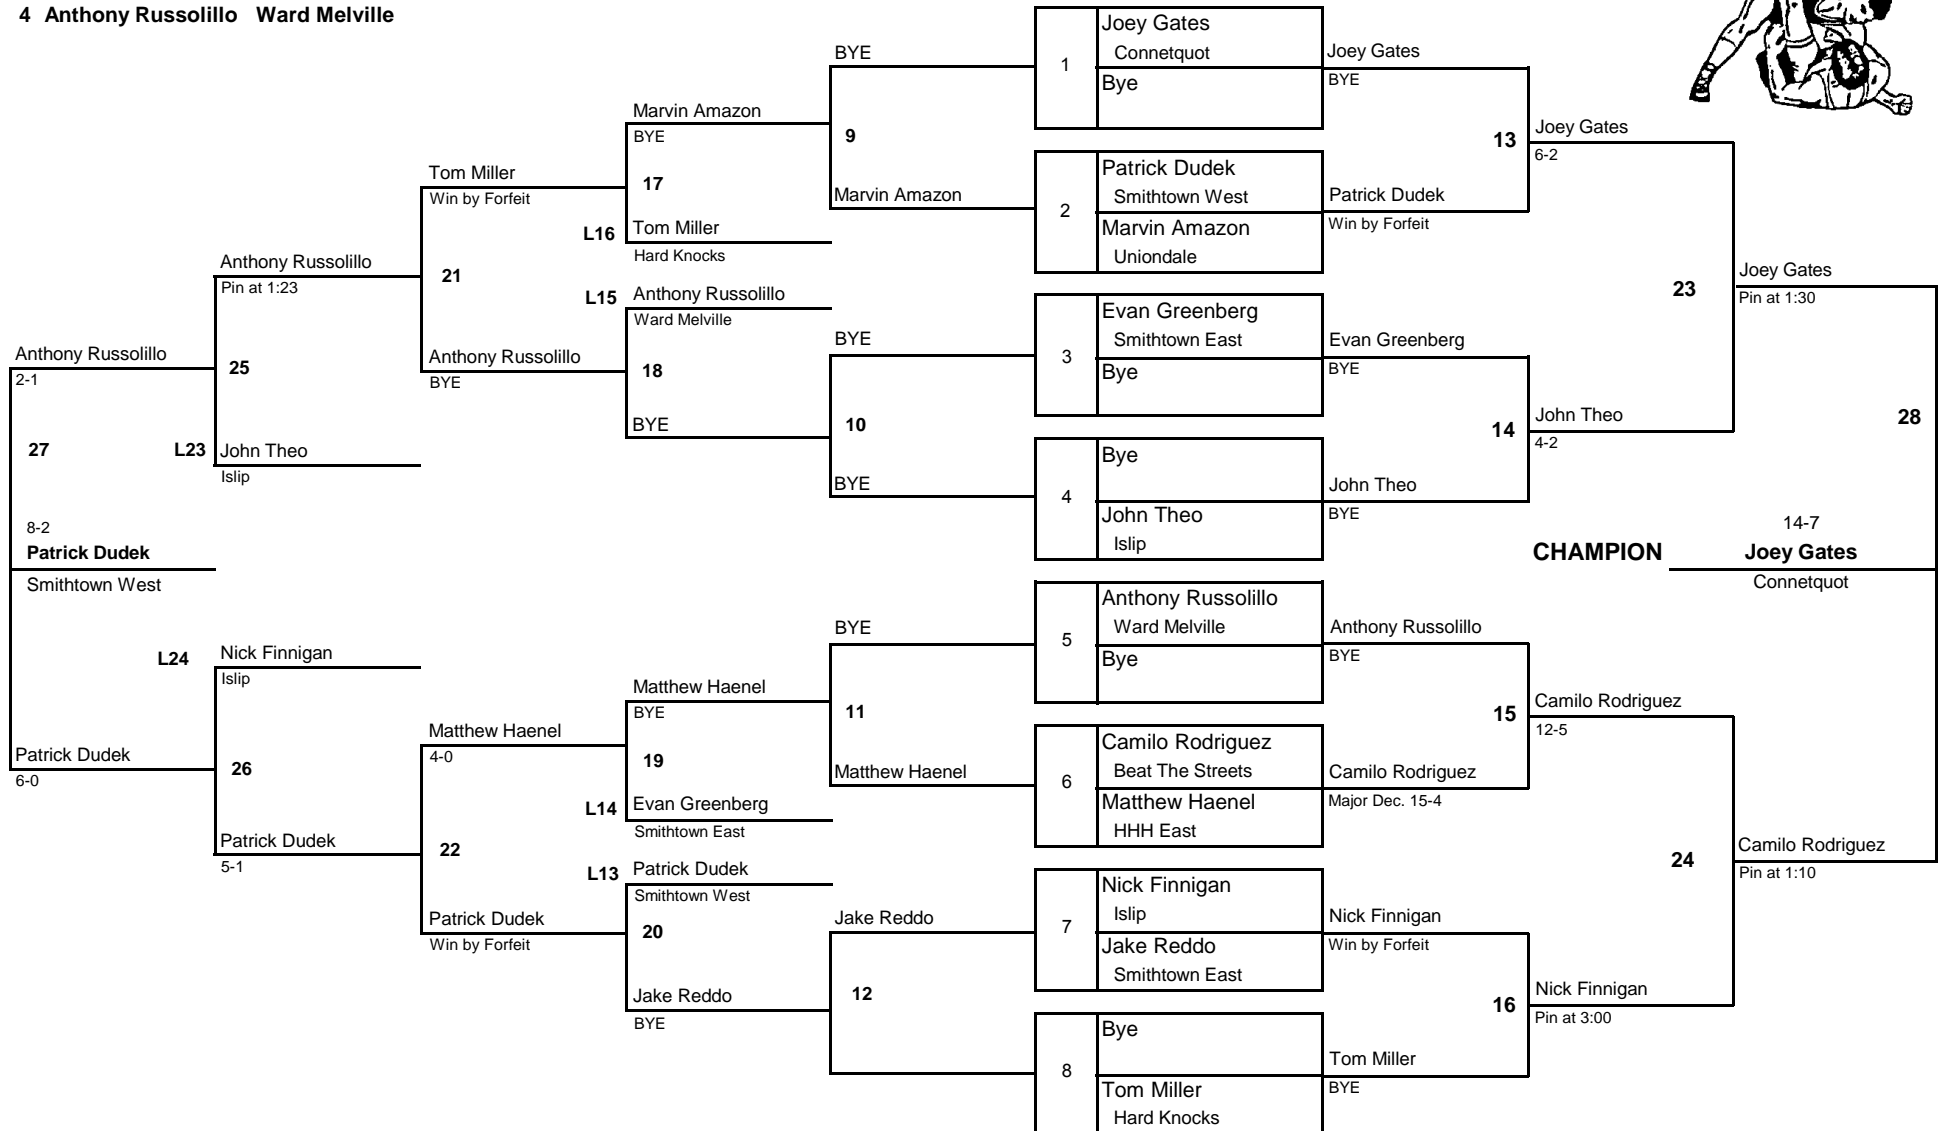 4 Anthony Russolillo Ward Melville
Joey Gates
BYE
Connetquot
Joey Gates
1
Bye
BYE
Marvin Amazon
BYE
9
13
Joey Gates
6-2
Patrick Dudek
Tom Miller
17
Smithtown West
Marvin Amazon
Patrick Dudek
Win by Forfeit
2
Marvin Amazon
Win by Forfeit
L16
Tom Miller
Hard Knocks
Uniondale
Anthony Russolillo
Pin at 1:23
21
Joey Gates
Pin at 1:30
23
L15
Anthony Russolillo
Ward Melville
Evan Greenberg
Smithtown East
BYE
Evan Greenberg
3
BYE
Bye
Anthony Russolillo
2-1
25
Anthony Russolillo
BYE
18
BYE
10
14
John Theo
4-2
28
27
L23
John Theo
Islip
Bye
BYE
John Theo
BYE
4
John Theo
Islip
8-2
Patrick Dudek
Smithtown West
14-7
CHAMPION
Joey Gates
Connetquot
Anthony Russolillo
Ward Melville
BYE
Anthony Russolillo
5
BYE
Bye
L24
Nick Finnigan
Islip
Matthew Haenel
BYE
11
15
Camilo Rodriguez
12-5
Matthew Haenel
4-0
Camilo Rodriguez
Beat The Streets
Patrick Dudek
6-0
26
19
Matthew Haenel
6
Camilo Rodriguez
Major Dec. 15-4
Matthew Haenel
HHH East
L14
Evan Greenberg
Smithtown East
Patrick Dudek
5-1
22
24
Camilo Rodriguez
Pin at 1:10
L13
Patrick Dudek
Smithtown West
Nick Finnigan
Islip
Patrick Dudek
Win by Forfeit
20
Jake Reddo
7
Nick Finnigan
Win by Forfeit
Jake Reddo
Smithtown East
Jake Reddo
BYE
12
16
Nick Finnigan
Pin at 3:00
Bye
8
Tom Miller
BYE
Tom Miller
Hard Knocks